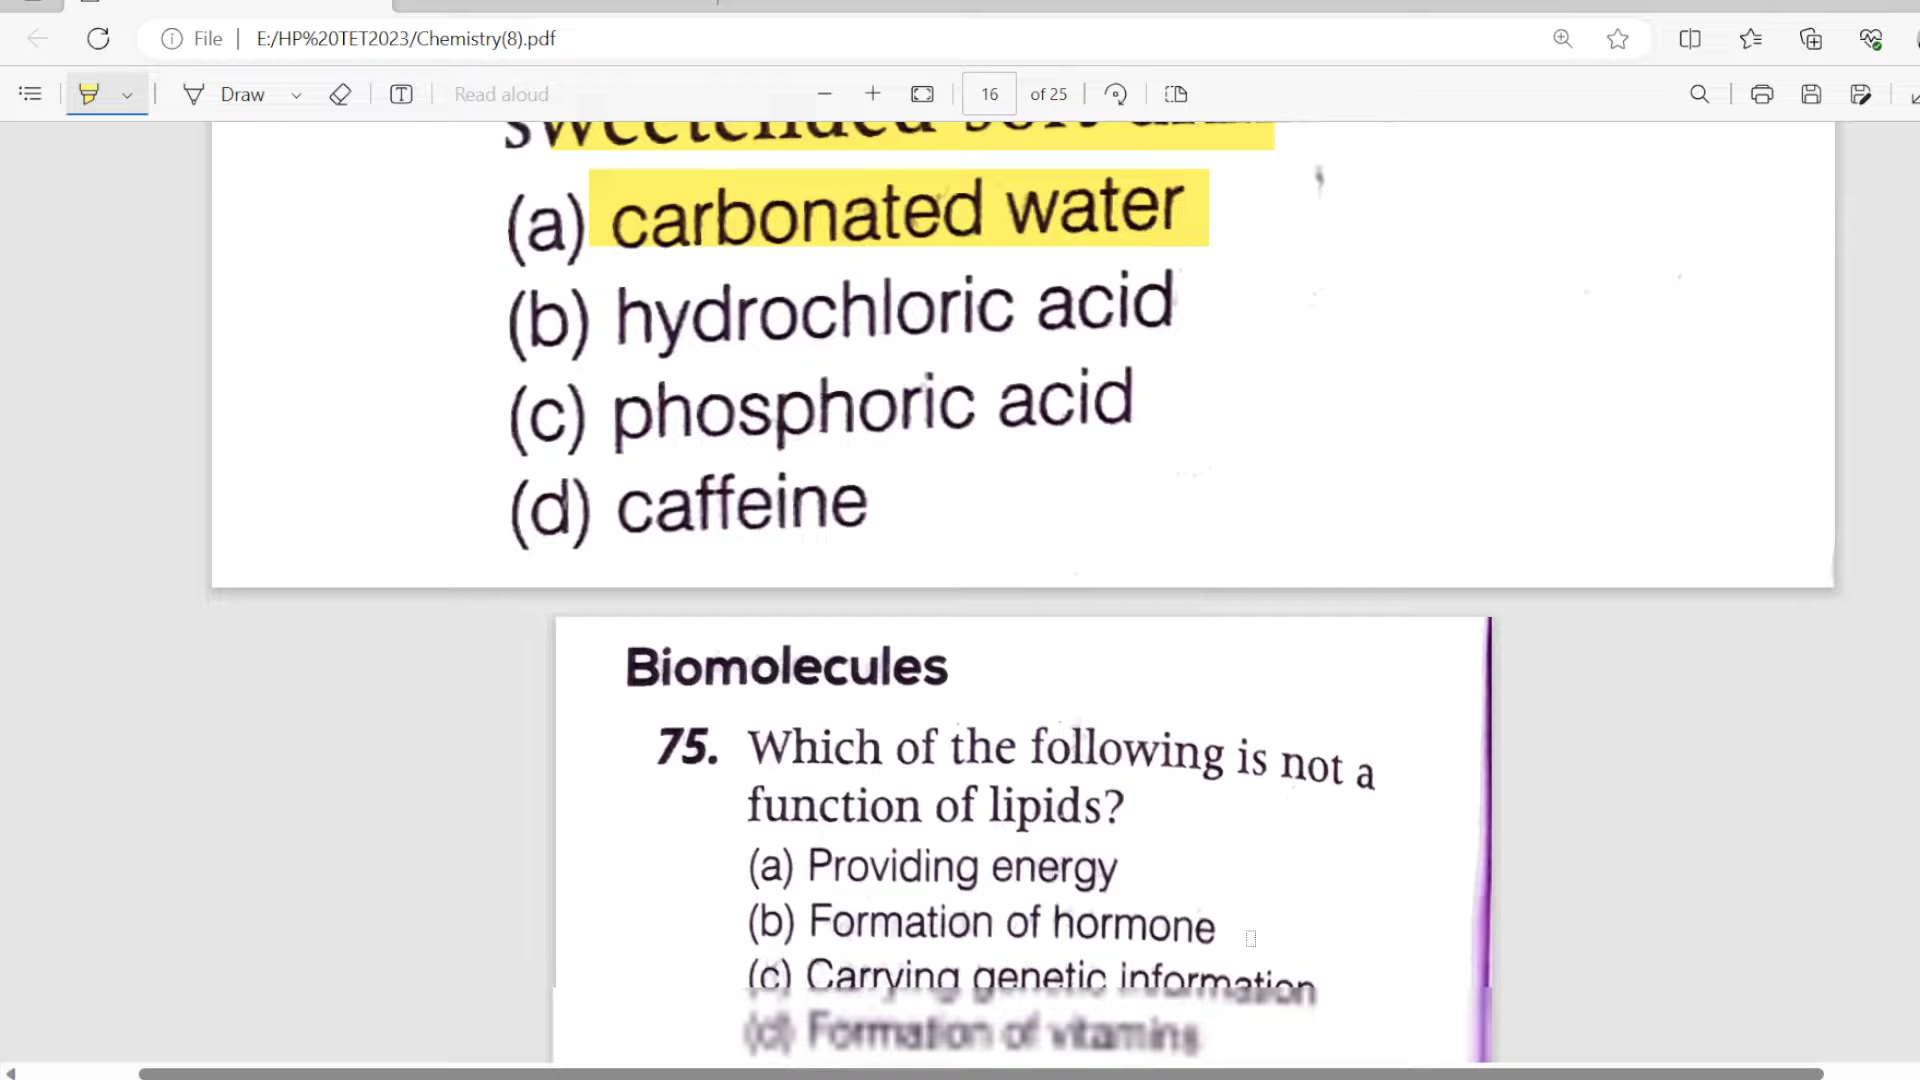 File
E:/HP%20TET2023/Chemistry(8).pdf
Draw
Read aloud
16 of 25
sweetended soft
(a) carbonated water
(b) hydrochloric acid
(c) phosphoric acid
(d) caffeine
Biomolecules
75. Which of the following is not a
function of lipids?
(a) Providing energy
(b) Formation of hormone
(c) Carrying genetic information
(d) Formation of vitamins